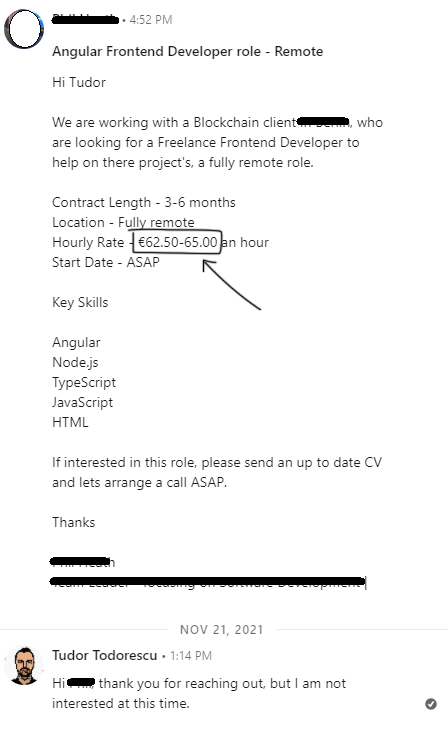 • 4:52 PM
Angular Frontend Developer role - Remote
Hi Tudor
We are working with a Blockchain client , who
are looking for a Freelance Frontend Developer to
help on there project's, a fully remote role.
Contract Length - 3-6 months
Location - Fully remote
Hourly Rate - €62.50-65.00 an hour
Start Date - ASAP
Key Skills
Angular
Node.js
TypeScript
JavaScript
HTML
If interested in this role, please send an up to date CV
and lets arrange a call ASAP.
Thanks
NOV 21, 2021
Tudor Todorescu • 1:14 PM
Hi , thank you for reaching out, but I am not
interested at this time.